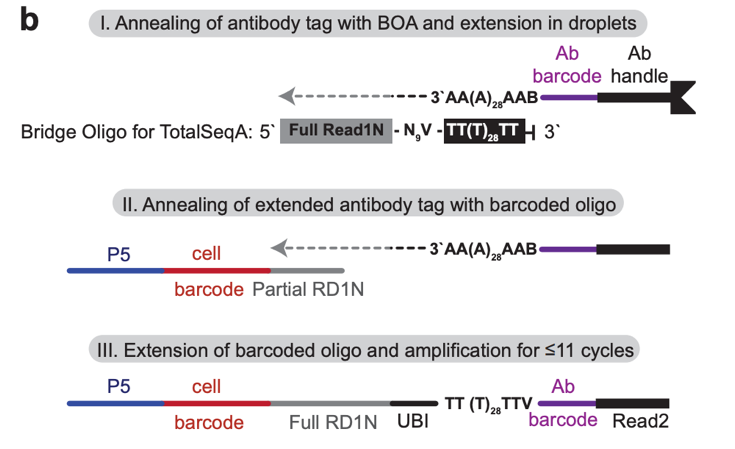 b
I. Annealing of antibody tag with BOA and extension in droplets
Ab Ab
barcode handle
3`AA(A)28AAB
Bridge Oligo for TotalSeqA: 5` Full Read1N - N9V - TT(T)28TT 3`
II. Annealing of extended antibody tag with barcoded oligo
3`AA(A)28AAB
P5 cell
barcode Partial RD1N
III. Extension of barcoded oligo and amplification for ≤11 cycles
P5 cell Ab
TT (T)28TTV
barcode Full RD1N UBI barcode Read2